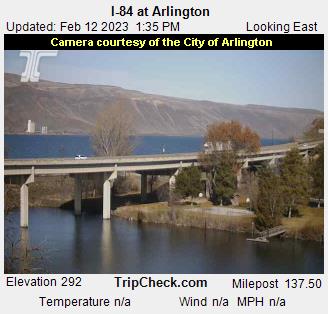 I-84 at Arlington
Updated: Feb 12 2023 1:35 PM Looking East
Camera courtesy of the City of Arlington
Elevation 292 TripCheck.com Milepost 137.50
Temperature n/a Wind n/a MPH n/a